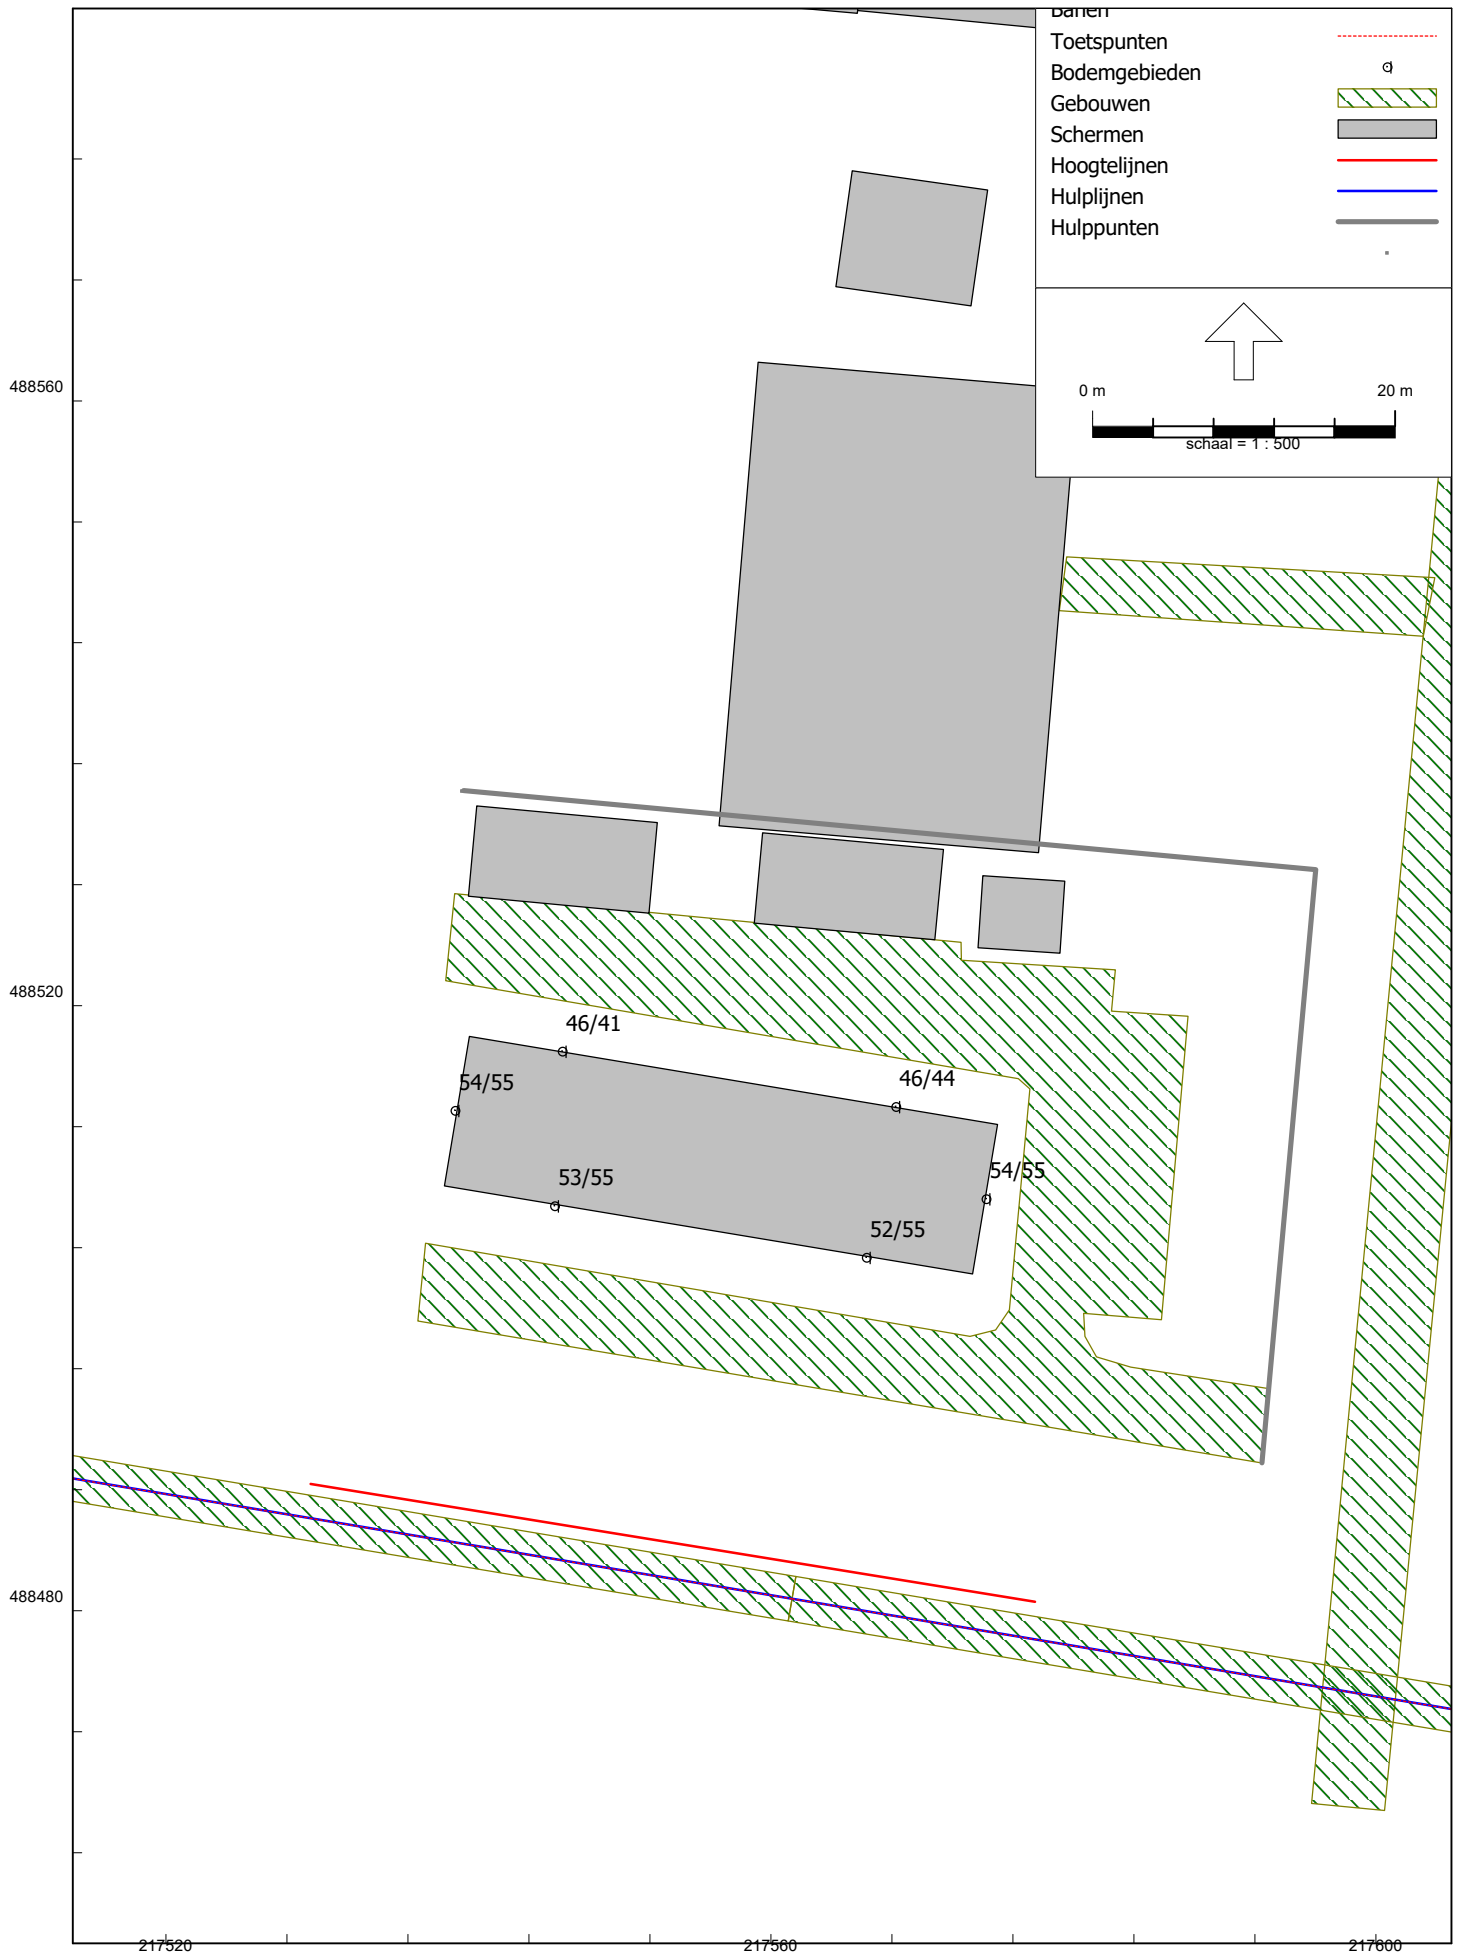 Banen
Toetspunten
Bodemgebieden
Gebouwen
Schermen
Hoogtelijnen
Hulplijnen
Hulppunten
0 m 20 m
schaal = 1 : 500
488560
488520
46/41
46/44
54/55
54/55
53/55
52/55
488480
217520 217560 217600